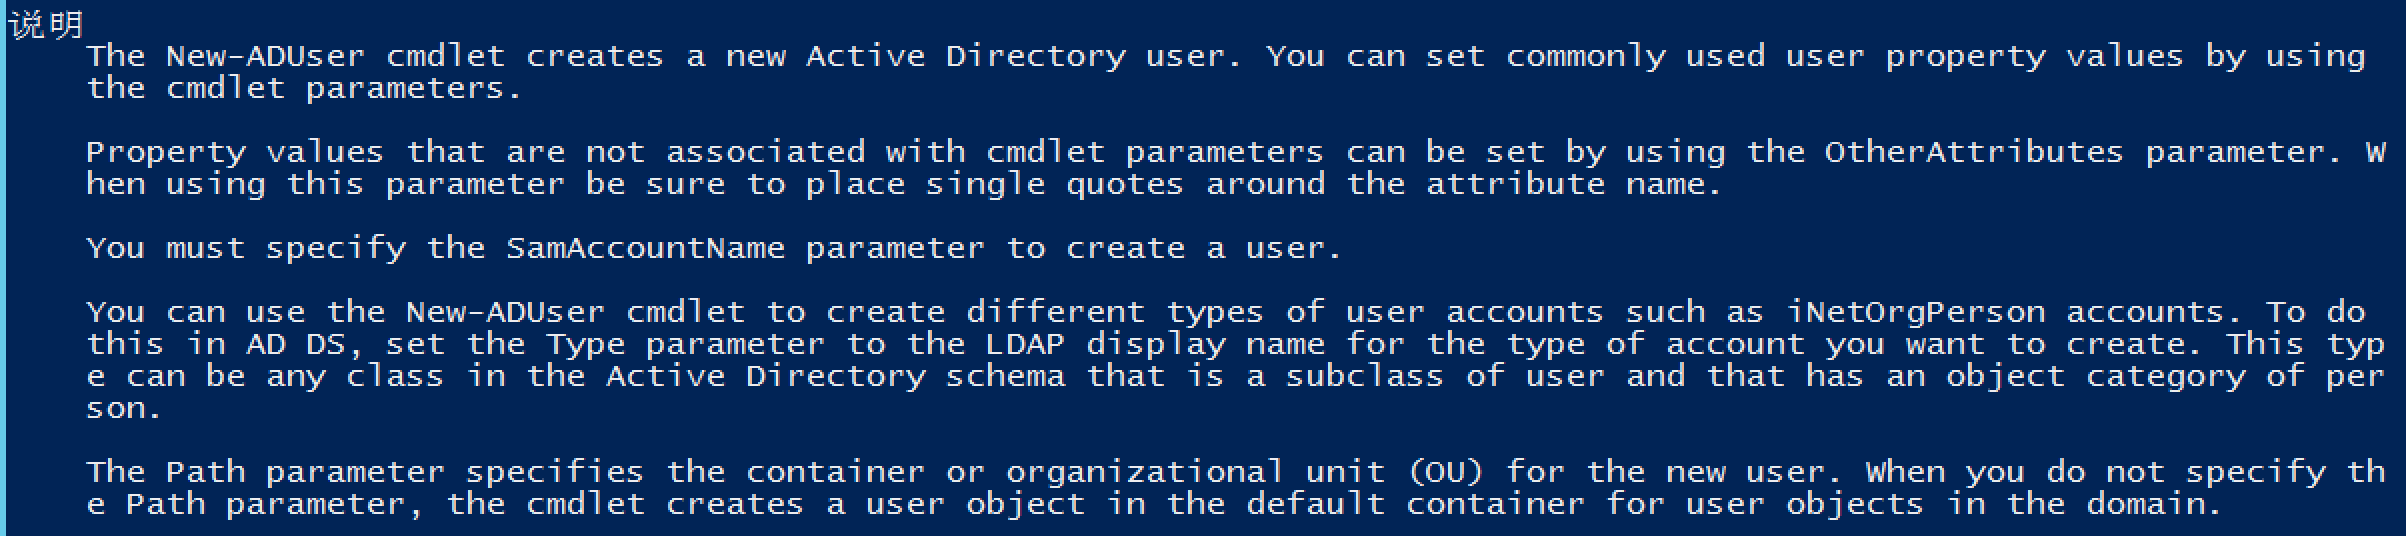 说明
The New-ADUser cmdlet creates a new Active Directory user. You can set commonly used user property values by using
the cmdlet parameters.
Property values that are not associated with cmdlet parameters can be set by using the OtherAttributes parameter. W
hen using this parameter be sure to place single quotes around the attribute name.
You must specify the SamAccountName parameter to create a user.
You can use the New-ADUser cmdlet to create different types of user accounts such as iNetOrgPerson accounts. To do
this in AD DS, set the Type parameter to the LDAP display name for the type of account you want to create. This typ
e can be any class in the Active Directory schema that is a subclass of user and that has an object category of per
son.
The Path parameter specifies the container or organizational unit (OU) for the new user. When you do not specify th
e Path parameter, the cmdlet creates a user object in the default container for user objects in the domain.